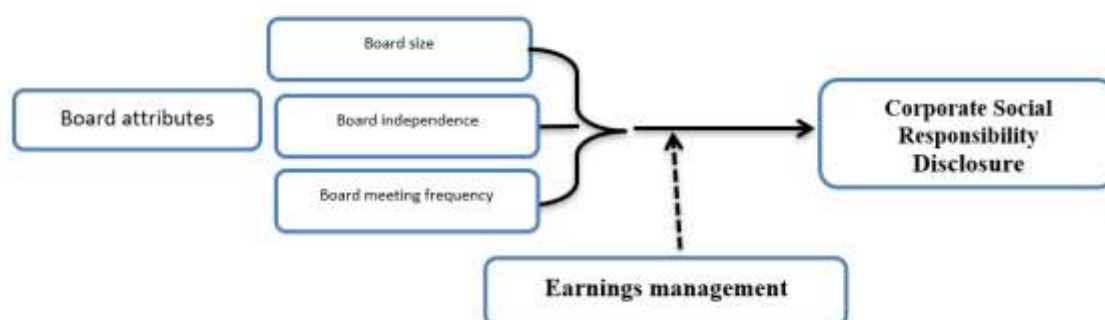 Board size
Board attributes
Board independence
Board meeting frequency
Corporate Social
Responsibility
Disclosure
Earnings management